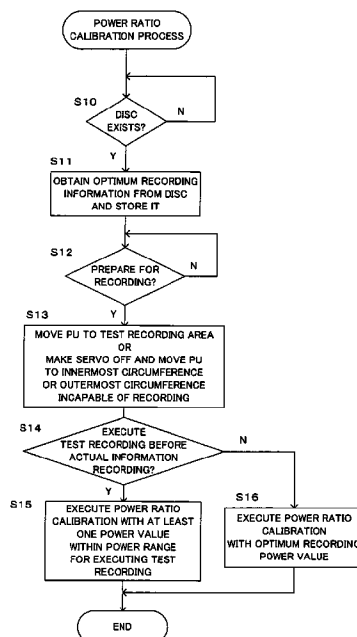 POWER RATIO
CALIBRATION PROCESS
S10
DISC
EXISTS?
N
Y
S11
OBTAIN OPTIMUM RECORDING
INFORMATION FROM DISC
AND STORE IT
S12
PREPARE FOR
RECORDING?
N
Y
S13
MOVE PU TO TEST RECORDING AREA
OR
MAKE SERVO OFF AND MOVE PU
TO INNERMOST CIRCUMFERENCE
OR OUTERMOST CIRCUMFERENCE
INCAPABLE OF RECORDING
S14
EXECUTE
TEST RECORDING BEFORE
ACTUAL INFORMATION
RECORDING?
N
Y
S15
EXECUTE POWER RATIO
CALIBRATION WITH AT LEAST
ONE POWER VALUE
WITHIN POWER RANGE
FOR EXECUTING TEST
RECORDING
S16
EXECUTE POWER RATIO
CALIBRATION
WITH OPTIMUM RECORDING
POWER VALUE
END